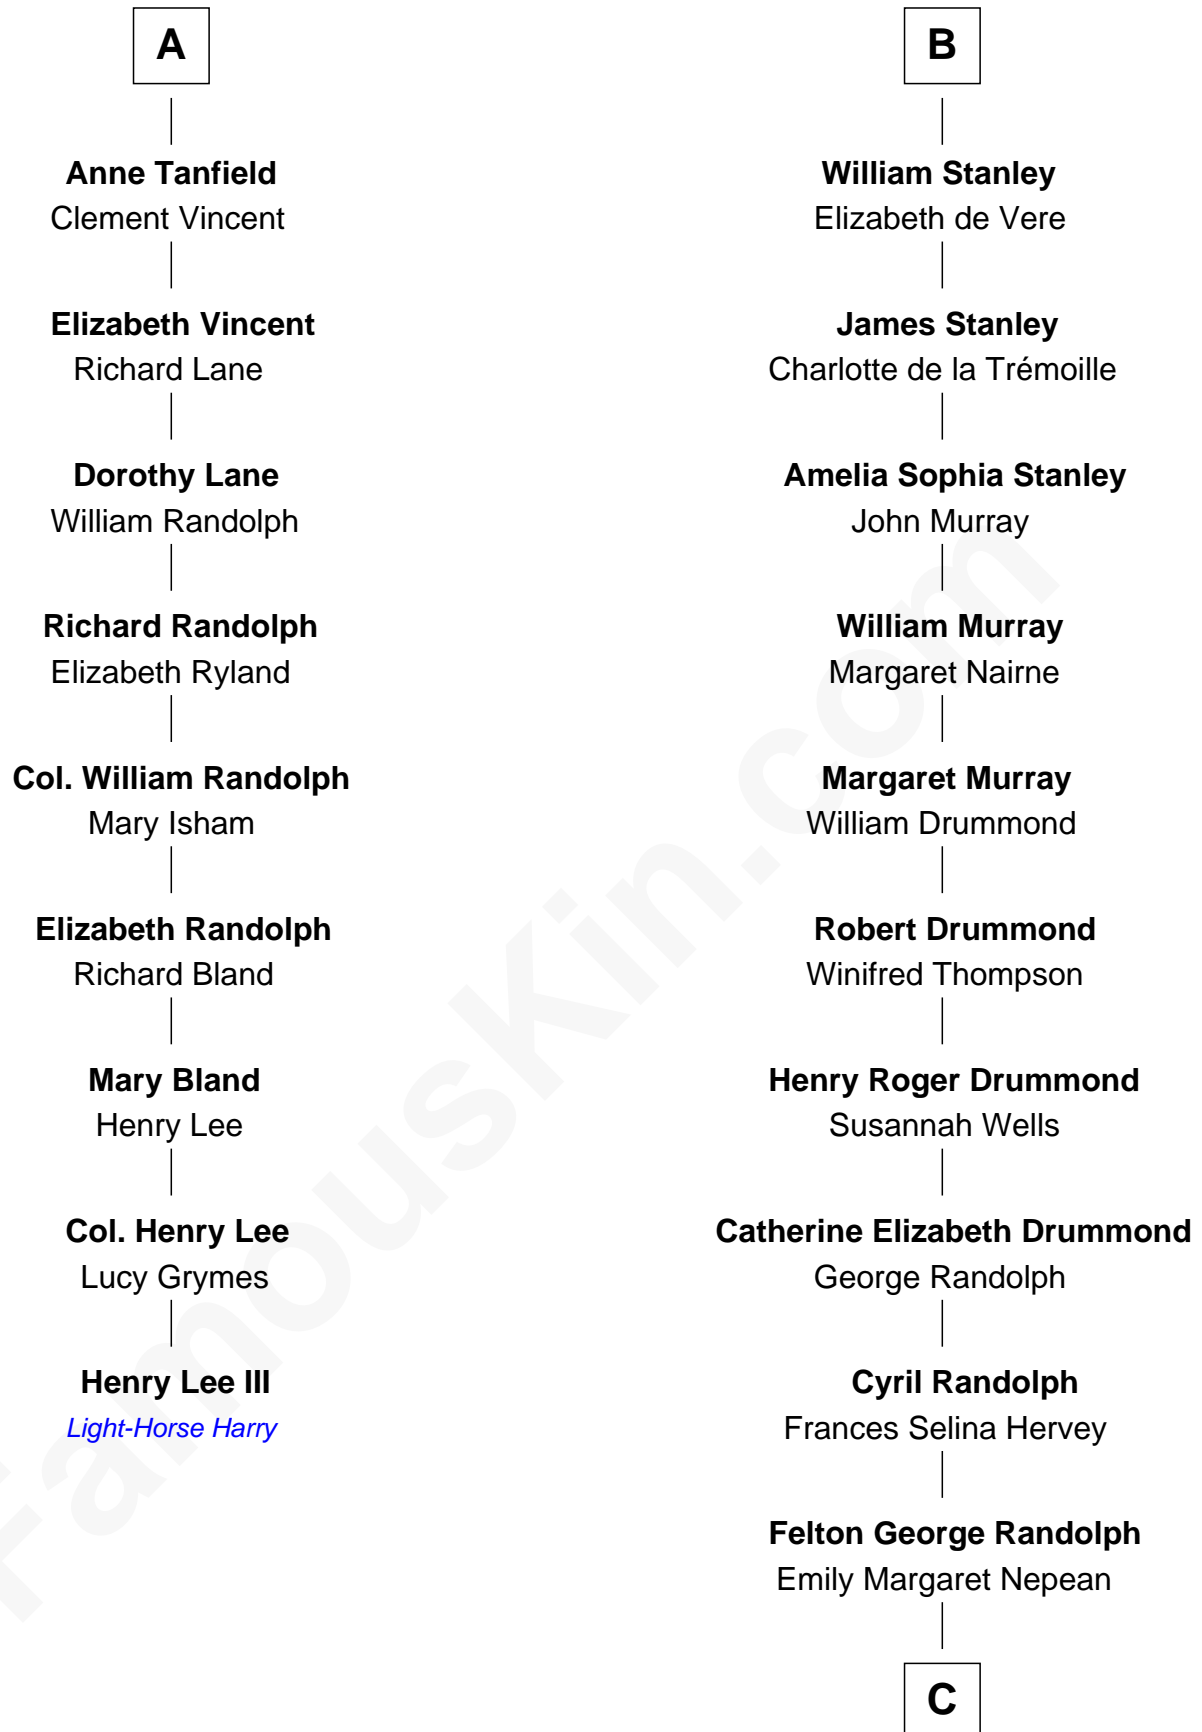 A
Anne Tanfield
Clement Vincent
Elizabeth Vincent
Richard Lane
Dorothy Lane
William Randolph
Richard Randolph
Elizabeth Ryland
Col. William Randolph
Mary Isham
Elizabeth Randolph
Richard Bland
Mary Bland
Henry Lee
Col. Henry Lee
Lucy Grymes
Henry Lee III
Light-Horse Harry
B
William Stanley
Elizabeth de Vere
James Stanley
Charlotte de la Trémoille
Amelia Sophia Stanley
John Murray
William Murray
Margaret Nairne
Margaret Murray
William Drummond
Robert Drummond
Winifred Thompson
Henry Roger Drummond
Susannah Wells
Catherine Elizabeth Drummond
George Randolph
Cyril Randolph
Frances Selina Hervey
Felton George Randolph
Emily Margaret Nepean
C
FamousKin.com